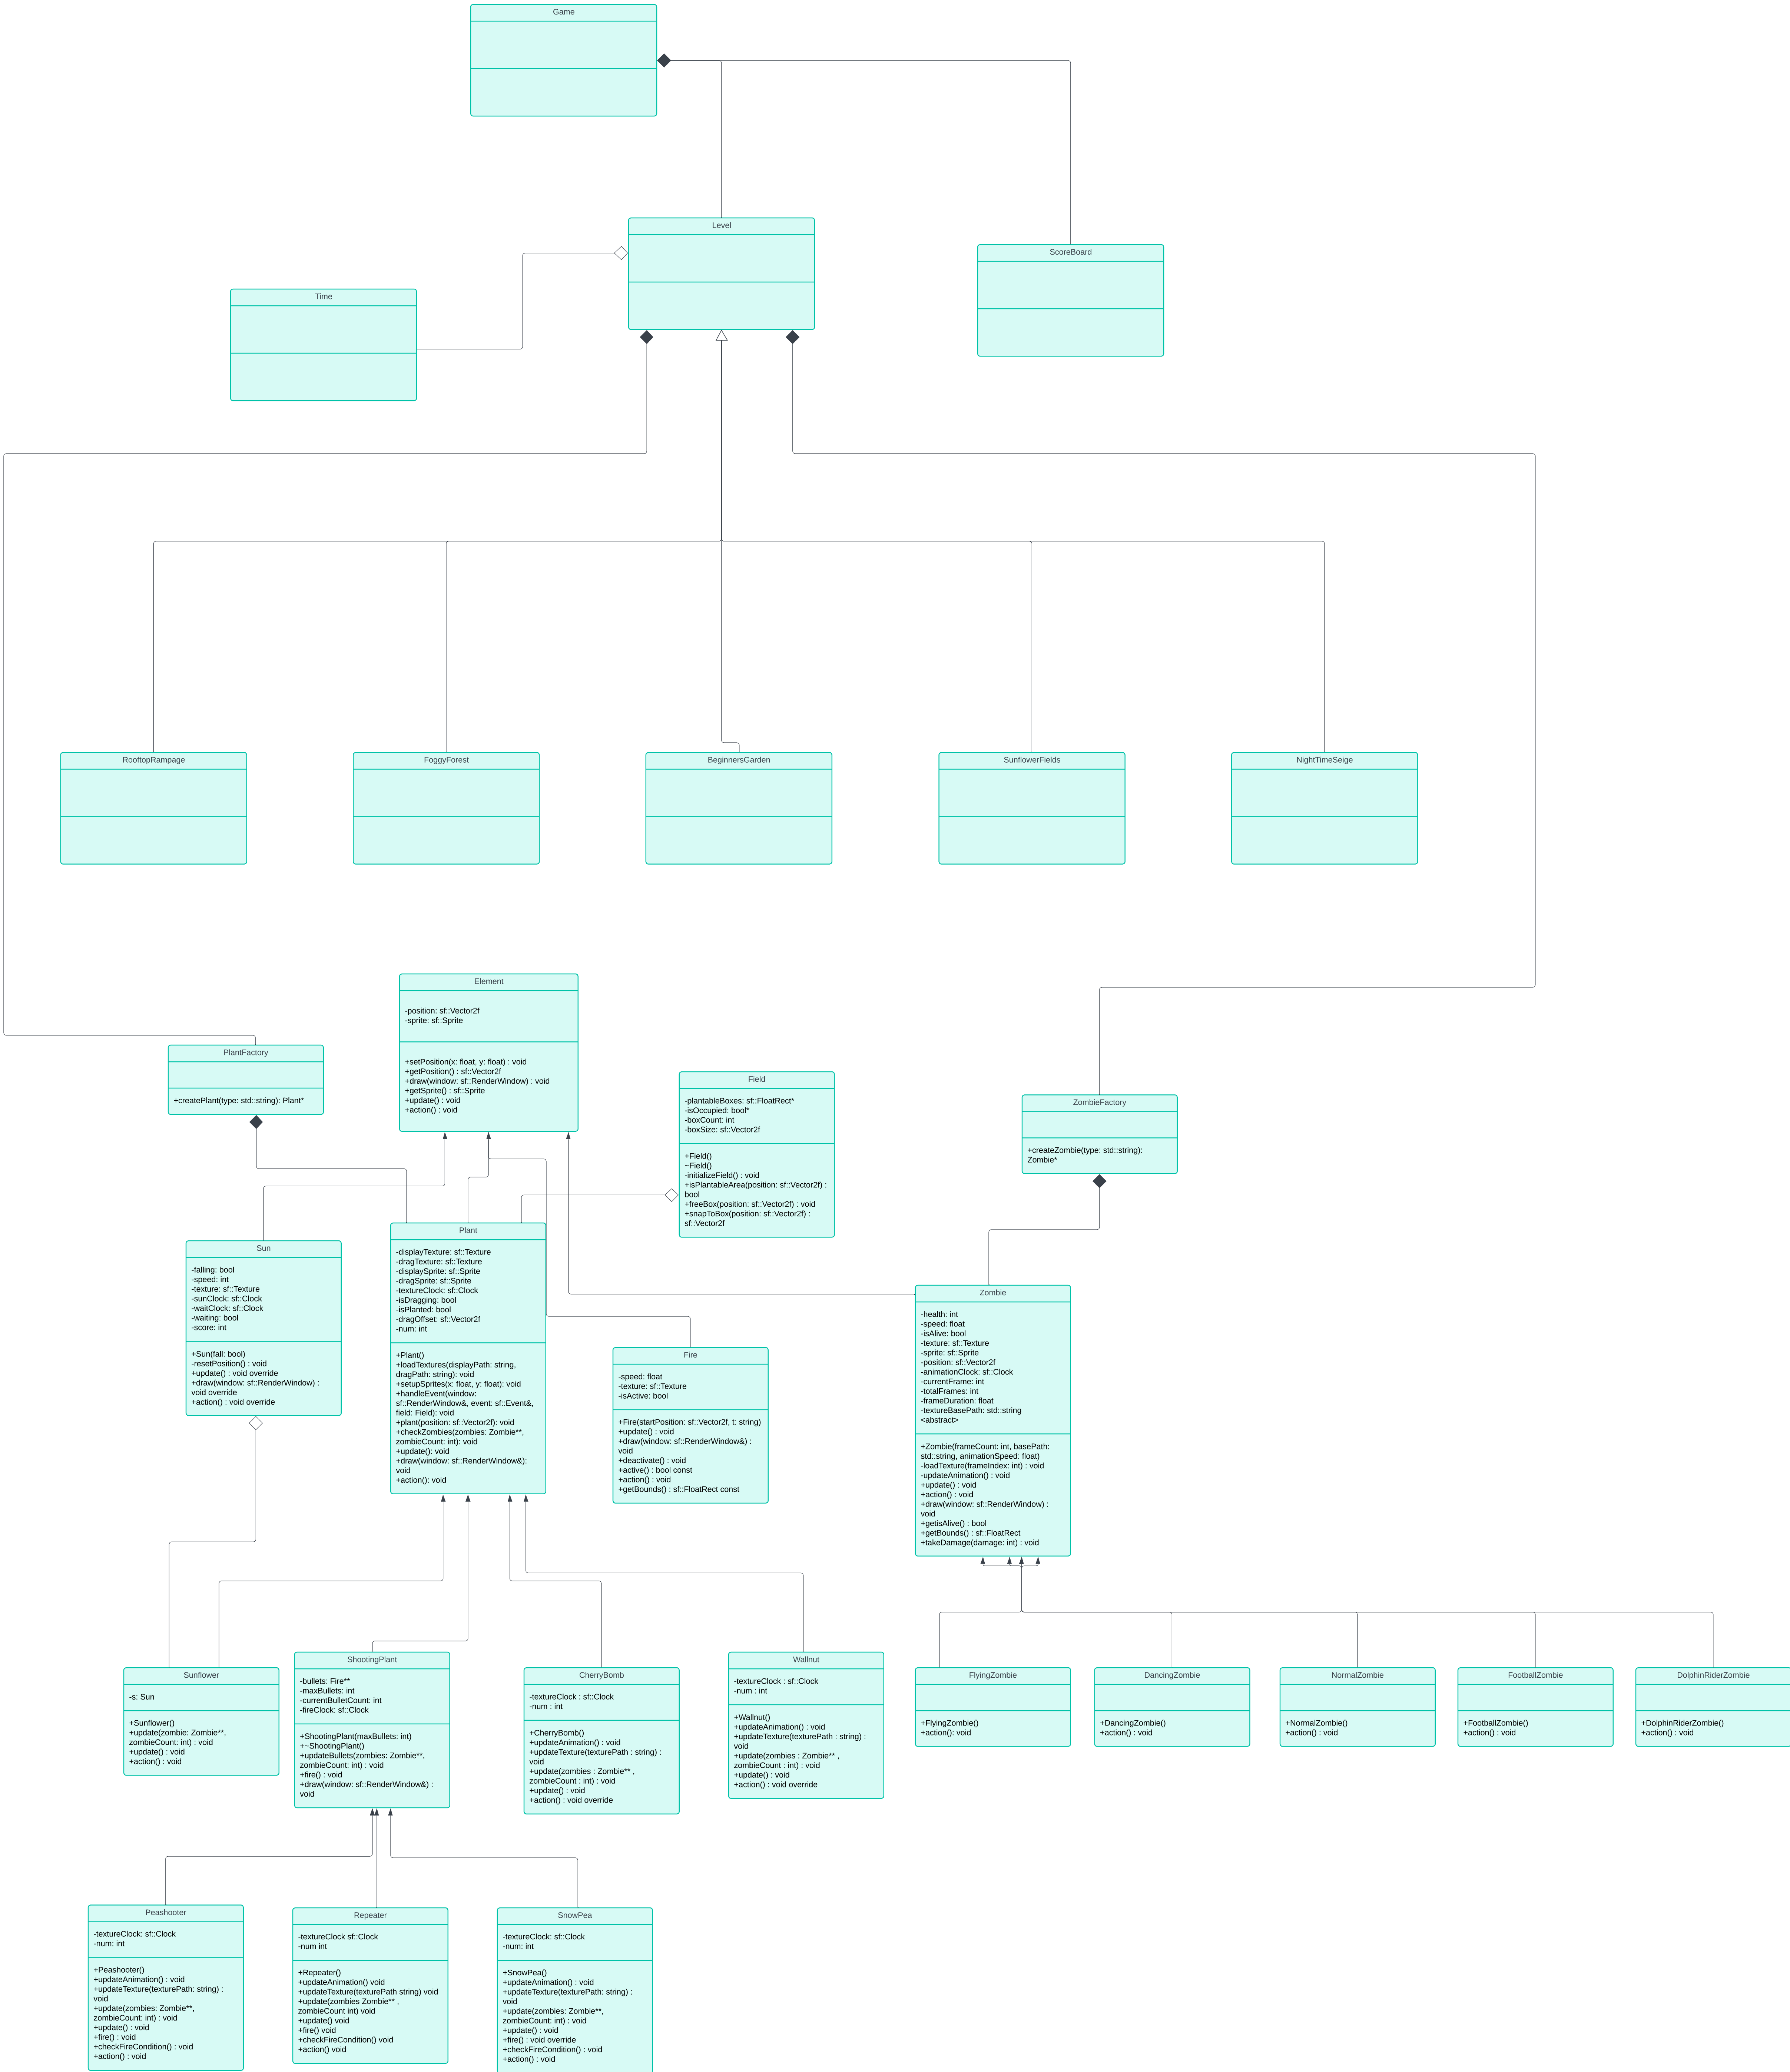 Game
Level
ScoreBoard
Time
RooftopRampage
FoggyForest
BeginnersGarden
SunflowerFields
NightTimeSeige
Element
-position: sf::Vector2f
-sprite: sf::Sprite
+setPosition(x: float, y: float) : void
+getPosition() : sf::Vector2f
+draw(window: sf::RenderWindow) : void
+getSprite() : sf::Sprite
+update() : void
+action() : void
PlantFactory
+createPlant(type: std::string): Plant*
Field
-plantableBoxes: sf::FloatRect*
-isOccupied: bool*
-boxCount: int
-boxSize: sf::Vector2f
+Field()
~Field()
-initializeField() : void
+isPlantableArea(position: sf::Vector2f) :
bool
+freeBox(position: sf::Vector2f) : void
+snapToBox(position: sf::Vector2f) :
sf::Vector2f
ZombieFactory
+createZombie(type: std::string):
Zombie*
Sun
-falling: bool
-speed: int
-texture: sf::Texture
-sunClock: sf::Clock
-waitClock: sf::Clock
-waiting: bool
-score: int
+Sun(fall: bool)
-resetPosition() : void
+update() : void override
+draw(window: sf::RenderWindow) :
void override
+action() : void override
Plant
-displayTexture: sf::Texture
-dragTexture: sf::Texture
-displaySprite: sf::Sprite
-dragSprite: sf::Sprite
-textureClock: sf::Clock
-isDragging: bool
-isPlanted: bool
-dragOffset: sf::Vector2f
-num: int
+Plant()
+loadTextures(displayPath: string,
dragPath: string): void
+setupSprites(x: float, y: float): void
+handleEvent(window:
sf::RenderWindow&, event: sf::Event&,
field: Field): void
+plant(position: sf::Vector2f): void
+checkZombies(zombies: Zombie**,
zombieCount: int): void
+update(): void
+draw(window: sf::RenderWindow&):
void
+action(): void
Fire
-speed: float
-texture: sf::Texture
-isActive: bool
+Fire(startPosition: sf::Vector2f, t: string)
+update() : void
+draw(window: sf::RenderWindow&) :
void
+deactivate() : void
+active() : bool const
+action() : void
+getBounds() : sf::FloatRect const
Zombie
-health: int
-speed: float
-isAlive: bool
-texture: sf::Texture
-sprite: sf::Sprite
-position: sf::Vector2f
-animationClock: sf::Clock
-currentFrame: int
-totalFrames: int
-frameDuration: float
-textureBasePath: std::string
<abstract>
+Zombie(frameCount: int, basePath:
std::string, animationSpeed: float)
-loadTexture(frameIndex: int) : void
-updateAnimation() : void
+update() : void
+action() : void
+draw(window: sf::RenderWindow) :
void
+getisAlive() : bool
+getBounds() : sf::FloatRect
+takeDamage(damage: int) : void
Sunflower
-s: Sun
+Sunflower()
+update(zombie: Zombie**,
zombieCount: int) : void
+update() : void
+action() : void
ShootingPlant
-bullets: Fire**
-maxBullets: int
-currentBulletCount: int
-fireClock: sf::Clock
+ShootingPlant(maxBullets: int)
+~ShootingPlant()
+updateBullets(zombies: Zombie**,
zombieCount: int) : void
+fire() : void
+draw(window: sf::RenderWindow&) :
void
CherryBomb
-textureClock : sf::Clock
-num : int
+CherryBomb()
+updateAnimation() : void
+updateTexture(texturePath : string) :
void
+update(zombies : Zombie** ,
zombieCount : int) : void
+update() : void
+action() : void override
Wallnut
-textureClock : sf::Clock
-num : int
+Wallnut()
+updateAnimation() : void
+updateTexture(texturePath : string) :
void
+update(zombies : Zombie** ,
zombieCount : int) : void
+update() : void
+action() : void override
FlyingZombie
+FlyingZombie()
+action(): void
DancingZombie
+DancingZombie()
+action() : void
NormalZombie
+NormalZombie()
+action() : void
FootballZombie
+FootballZombie()
+action() : void
DolphinRiderZombie
+DolphinRiderZombie()
+action() : void
Peashooter
-textureClock: sf::Clock
-num: int
+Peashooter()
+updateAnimation() : void
+updateTexture(texturePath: string) :
void
+update(zombies: Zombie**,
zombieCount: int) : void
+update() : void
+fire() : void
+checkFireCondition() : void
+action() : void
Repeater
-textureClock sf::Clock
-num int
+Repeater()
+updateAnimation() void
+updateTexture(texturePath string) void
+update(zombies Zombie** ,
zombieCount int) void
+update() void
+fire() void
+checkFireCondition() void
+action() void
SnowPea
-textureClock: sf::Clock
-num: int
+SnowPea()
+updateAnimation() : void
+updateTexture(texturePath: string) :
void
+update(zombies: Zombie**,
zombieCount: int) : void
+update() : void
+fire() : void override
+checkFireCondition() : void
+action() : void